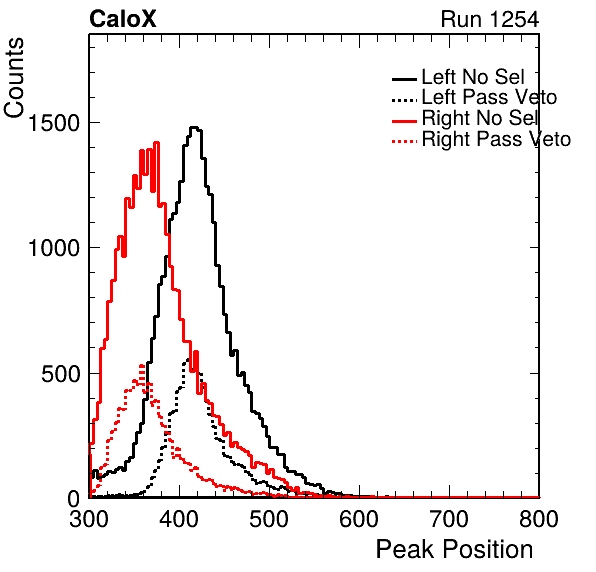 CaloX Run 1254
Counts
Left No Sel
Left Pass Veto
Right No Sel
Right Pass Veto
1500
1000
500
0
300 400 500 600 700 800
Peak Position